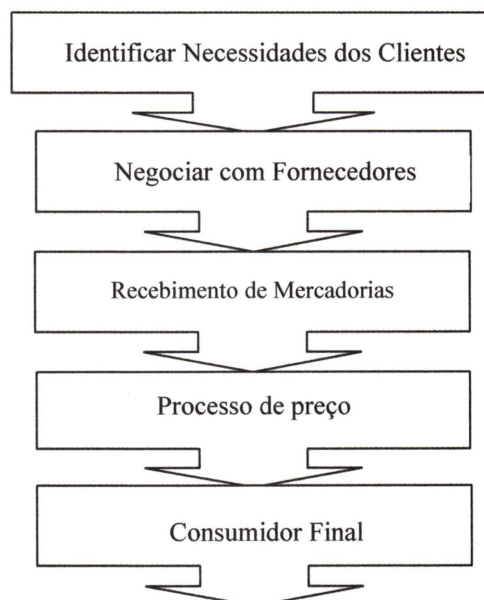 Identificar Necessidades dos Clientes
Negociar com Fornecedores
Recebimento de Mercadorias
Processo de preço
Consumidor Final